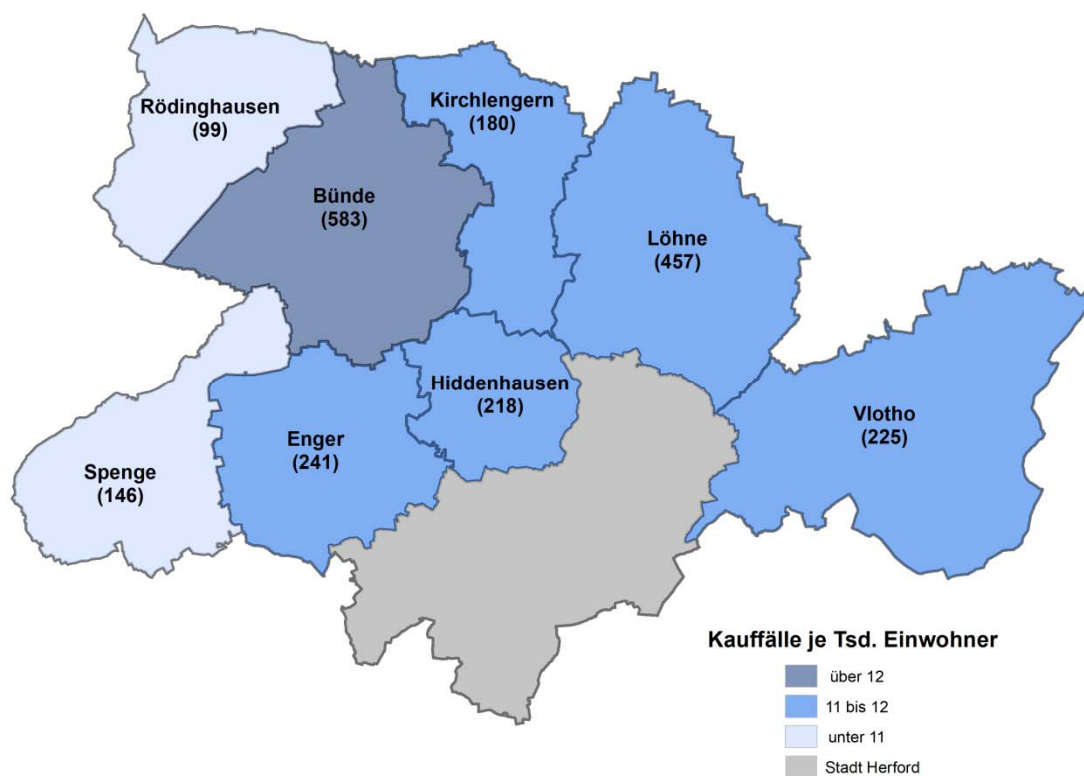 Rödinghausen
(99)
Kirchlengern
(180)
Bünde
(583)
Löhne
(457)
Hiddenhausen
(218)
Vlotho
(225)
Enger
(241)
Spenge
(146)
Kauffälle je Tsd. Einwohner
über 12
11 bis 12
unter 11
Stadt Herford